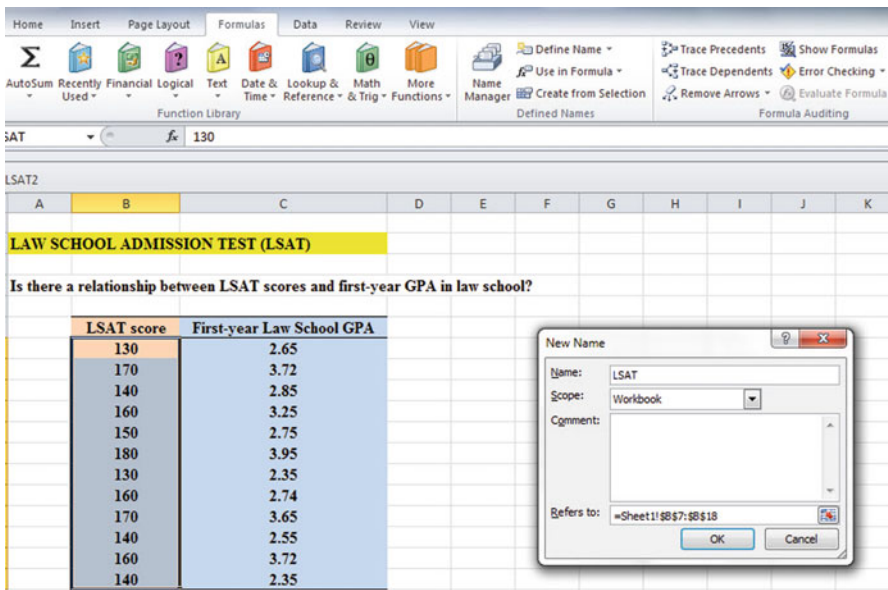 Home Insert Page Layout Formulas Data Review View
Σ
? A θ
AutoSum Recently Used Financial Logical Text Date & Time Lookup & Reference Math & Trig More Functions
Function Library
Name Manager
Define Name
fx Use in Formula
Create from Selection
Defined Names
Trace Precedents Show Formulas
Trace Dependents Error Checking
Remove Arrows fx Evaluate Formula
Formula Auditing
SAT fx 130
LSAT2
A B C D E F G H I J K
LAW SCHOOL ADMISSION TEST (LSAT)
Is there a relationship between LSAT scores and first-year GPA in law school?
LSAT score First-year Law School GPA
130 2.65
170 3.72
140 2.85
160 3.25
150 2.75
180 3.95
130 2.35
160 2.74
170 3.65
140 2.55
160 3.72
140 2.35
New Name ? X
Name: LSAT
Scope: Workbook
Comment:
Refers to: =Sheet1!$B$7:$B$18
OK Cancel